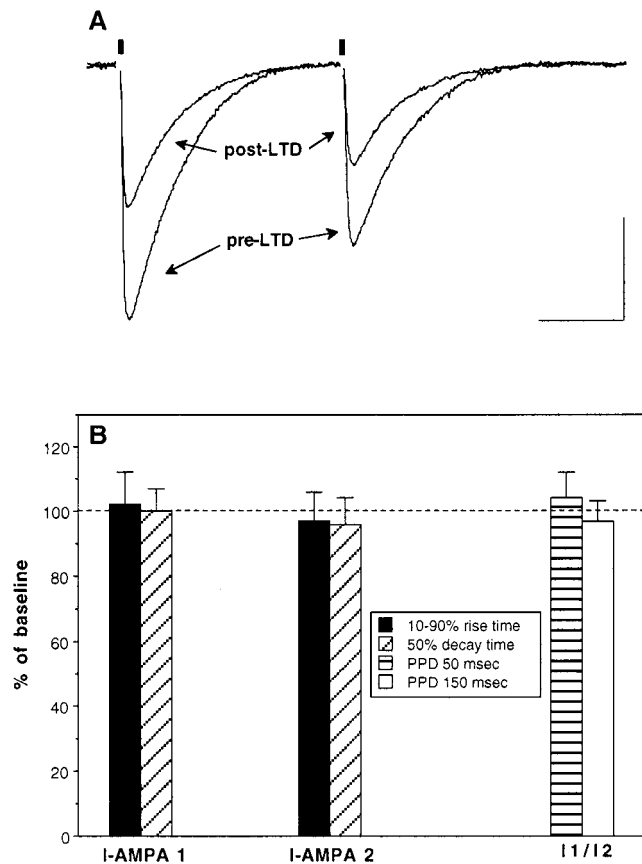 A
post-LTD
pre-LTD
B
% of baseline
120
100
80
60
40
20
0
10-90% rise time
50% decay time
PPD 50 msec
PPD 150 msec
I-AMPA 1
I-AMPA 2
I1/I2